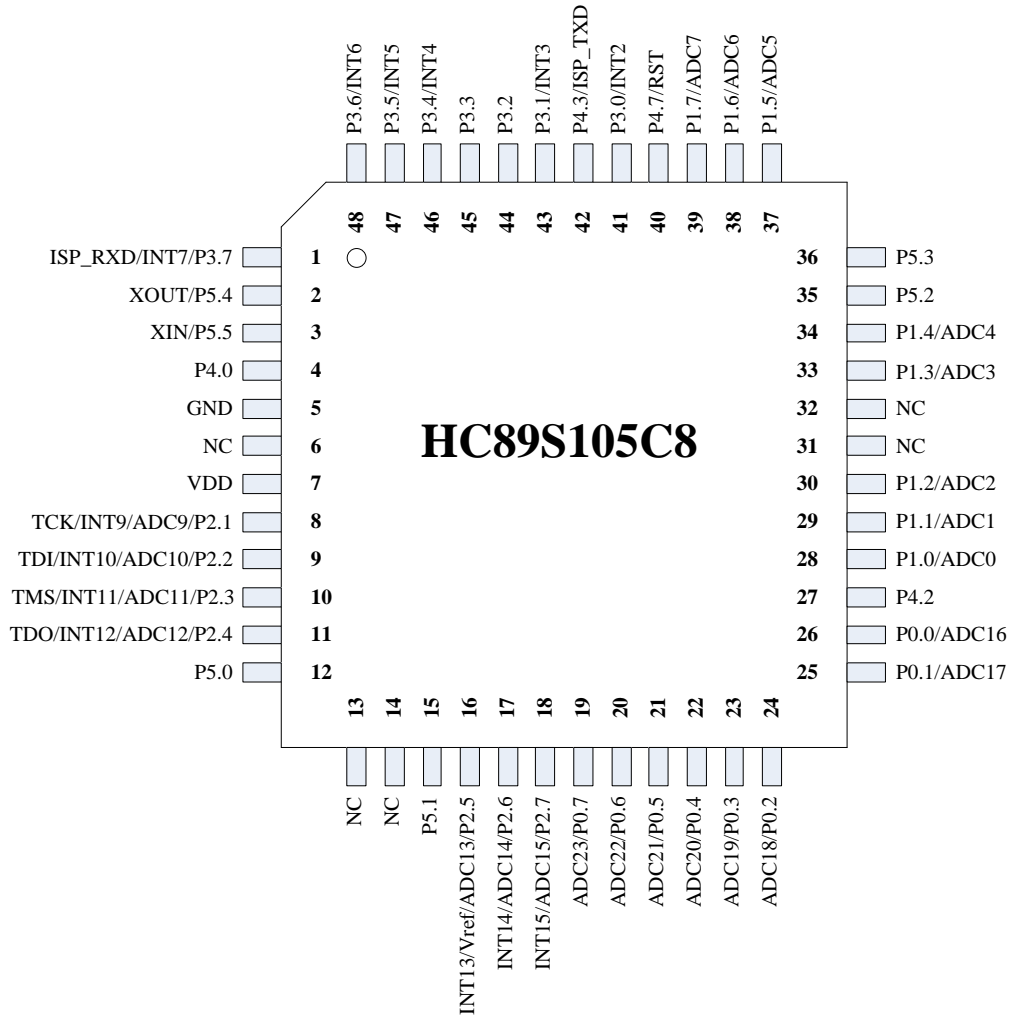 P3.6/INT6
P3.5/INT5
P3.4/INT4
P3.3
P3.2
P3.1/INT3
P4.3/ISP_TXD
P3.0/INT2
P4.7/RST
P1.7/ADC7
P1.6/ADC6
P1.5/ADC5
48
47
46
45
44
43
42
41
40
39
38
37
ISP_RXD/INT7/P3.7 1
XOUT/P5.4 2
XIN/P5.5 3
P4.0 4
GND 5
NC 6
VDD 7
TCK/INT9/ADC9/P2.1 8
TDI/INT10/ADC10/P2.2 9
TMS/INT11/ADC11/P2.3 10
TDO/INT12/ADC12/P2.4 11
P5.0 12
HC89S105C8
36 P5.3
35 P5.2
34 P1.4/ADC4
33 P1.3/ADC3
32 NC
31 NC
30 P1.2/ADC2
29 P1.1/ADC1
28 P1.0/ADC0
27 P4.2
26 P0.0/ADC16
25 P0.1/ADC17
13
14
15
16
17
18
19
20
21
22
23
24
NC
NC
P5.1
INT13/Vref/ADC13/P2.5
INT14/ADC14/P2.6
INT15/ADC15/P2.7
ADC23/P0.7
ADC22/P0.6
ADC21/P0.5
ADC20/P0.4
ADC19/P0.3
ADC18/P0.2